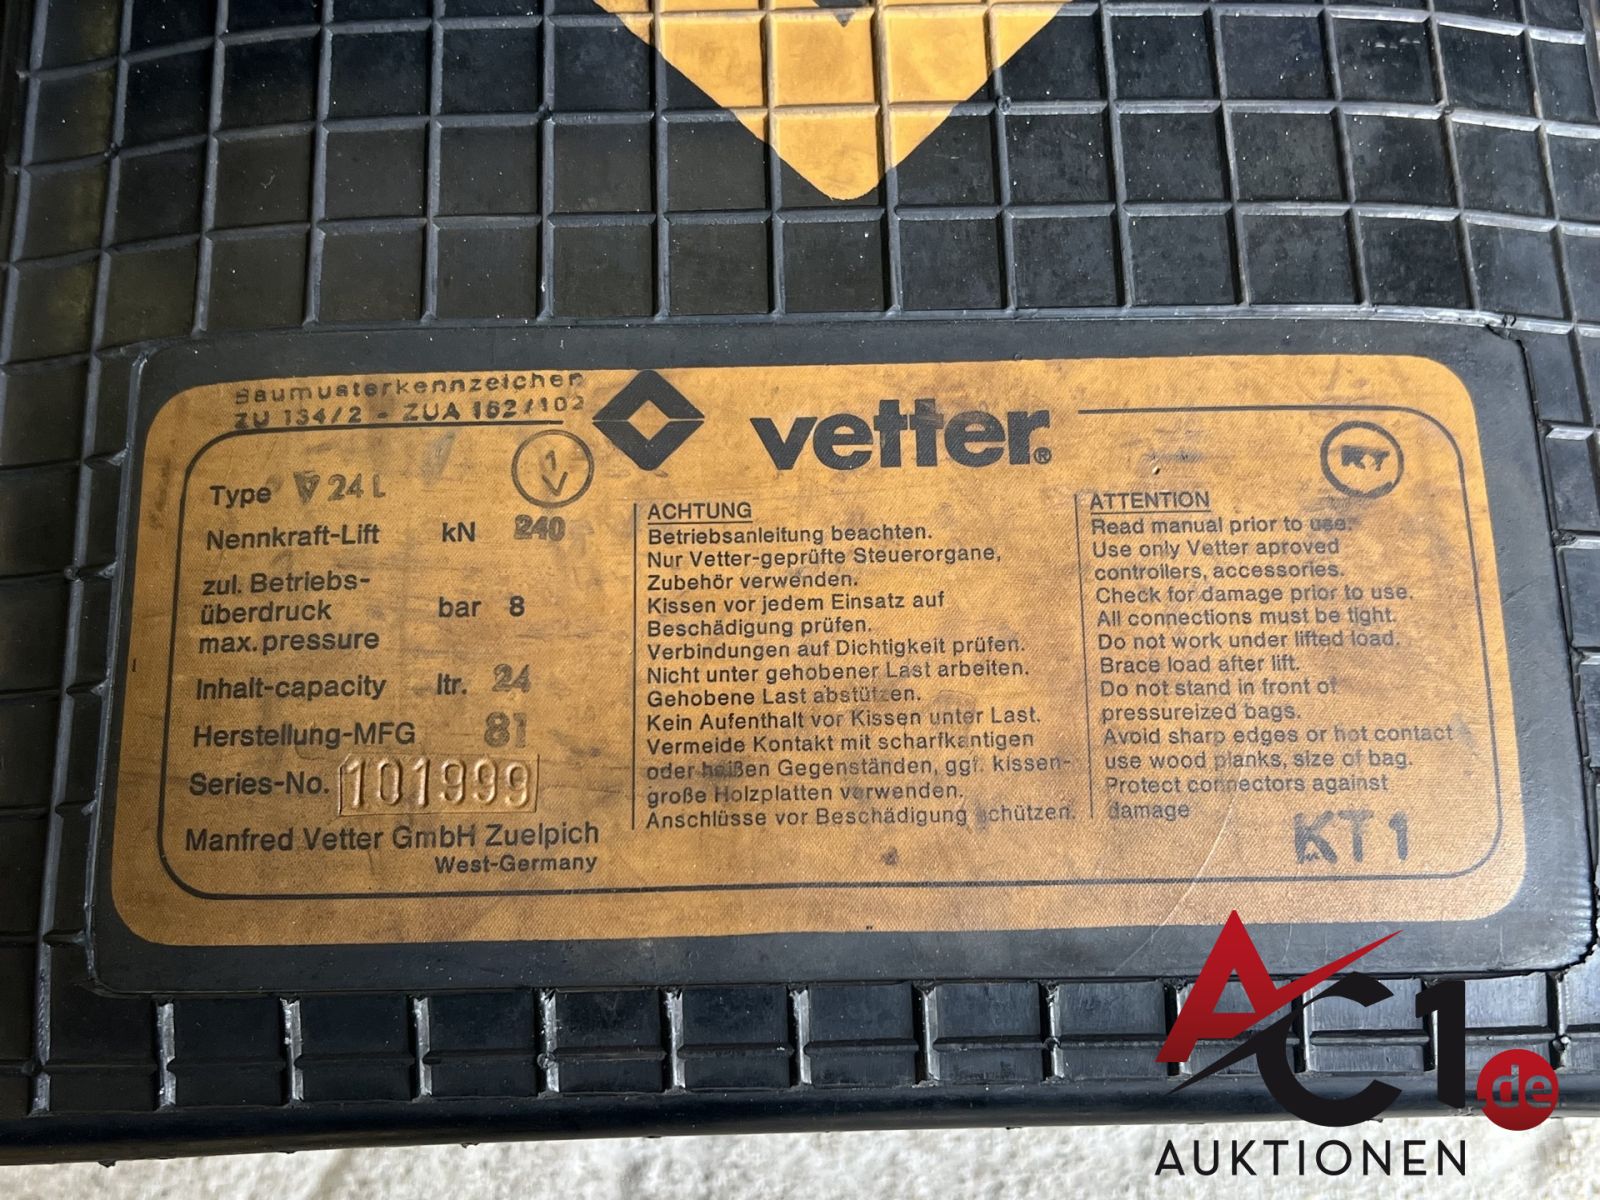 Baumusterkennzeichen
ZU 134/2 - ZUA 162/102
vetter®
KT
1
V
Type V 24 L
Nennkraft-Lift kN 240
zul. Betriebs-
überdruck bar 8
max. pressure
Inhalt-capacity ltr. 24
Herstellung-MFG 81
Series-No. 101999
Manfred Vetter GmbH Zuelpich
West-Germany
ACHTUNG
Betriebsanleitung beachten.
Nur Vetter-geprüfte Steuerorgane,
Zubehör verwenden.
Kissen vor jedem Einsatz auf
Beschädigung prüfen.
Verbindungen auf Dichtigkeit prüfen.
Nicht unter gehobener Last arbeiten.
Gehobene Last abstützen.
Kein Aufenthalt vor Kissen unter Last.
Vermeide Kontakt mit scharfkantigen
oder heißen Gegenständen, ggf. kissen-
große Holzplatten verwenden.
Anschlüsse vor Beschädigung schützen.
ATTENTION
Read manual prior to use.
Use only Vetter aproved
controllers, accessories.
Check for damage prior to use.
All connections must be tight.
Do not work under lifted load.
Brace load after lift.
Do not stand in front of
pressureized bags.
Avoid sharp edges or hot contact
use wood planks, size of bag.
Protect connectors against
damage
KT 1
AC1.de
AUKTIONEN